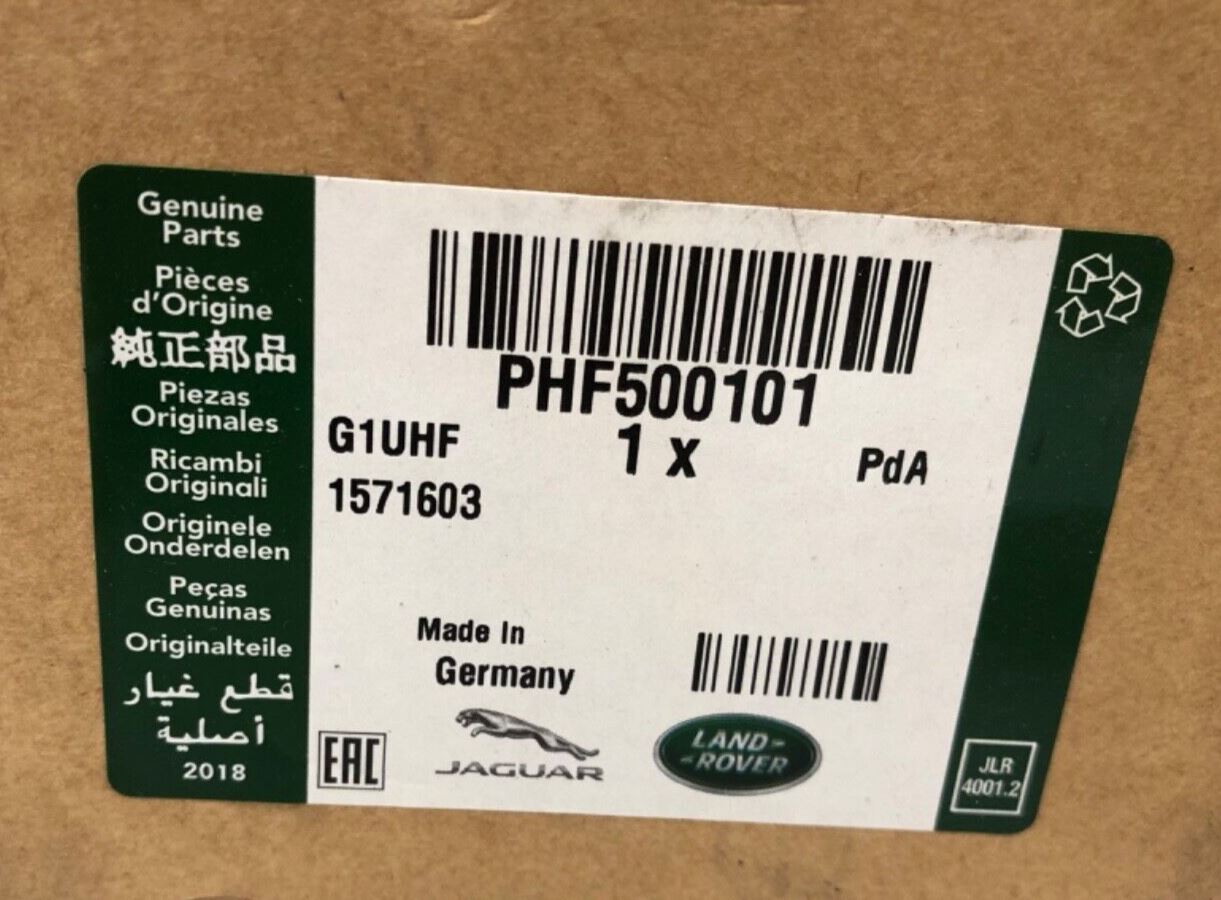 Genuine
Parts
Pièces
d'Origine
純正部品
Piezas
Originales
Ricambi
Originali
Originele
Onderdelen
Peças
Genuinas
Originalteile
قطع غيار
أصلية
2018
PHF500101
G1UHF
1 x
PdA
1571603
Made In
Germany
EAC
JAGUAR
LAND-
-ROVER
JLR
4001.2